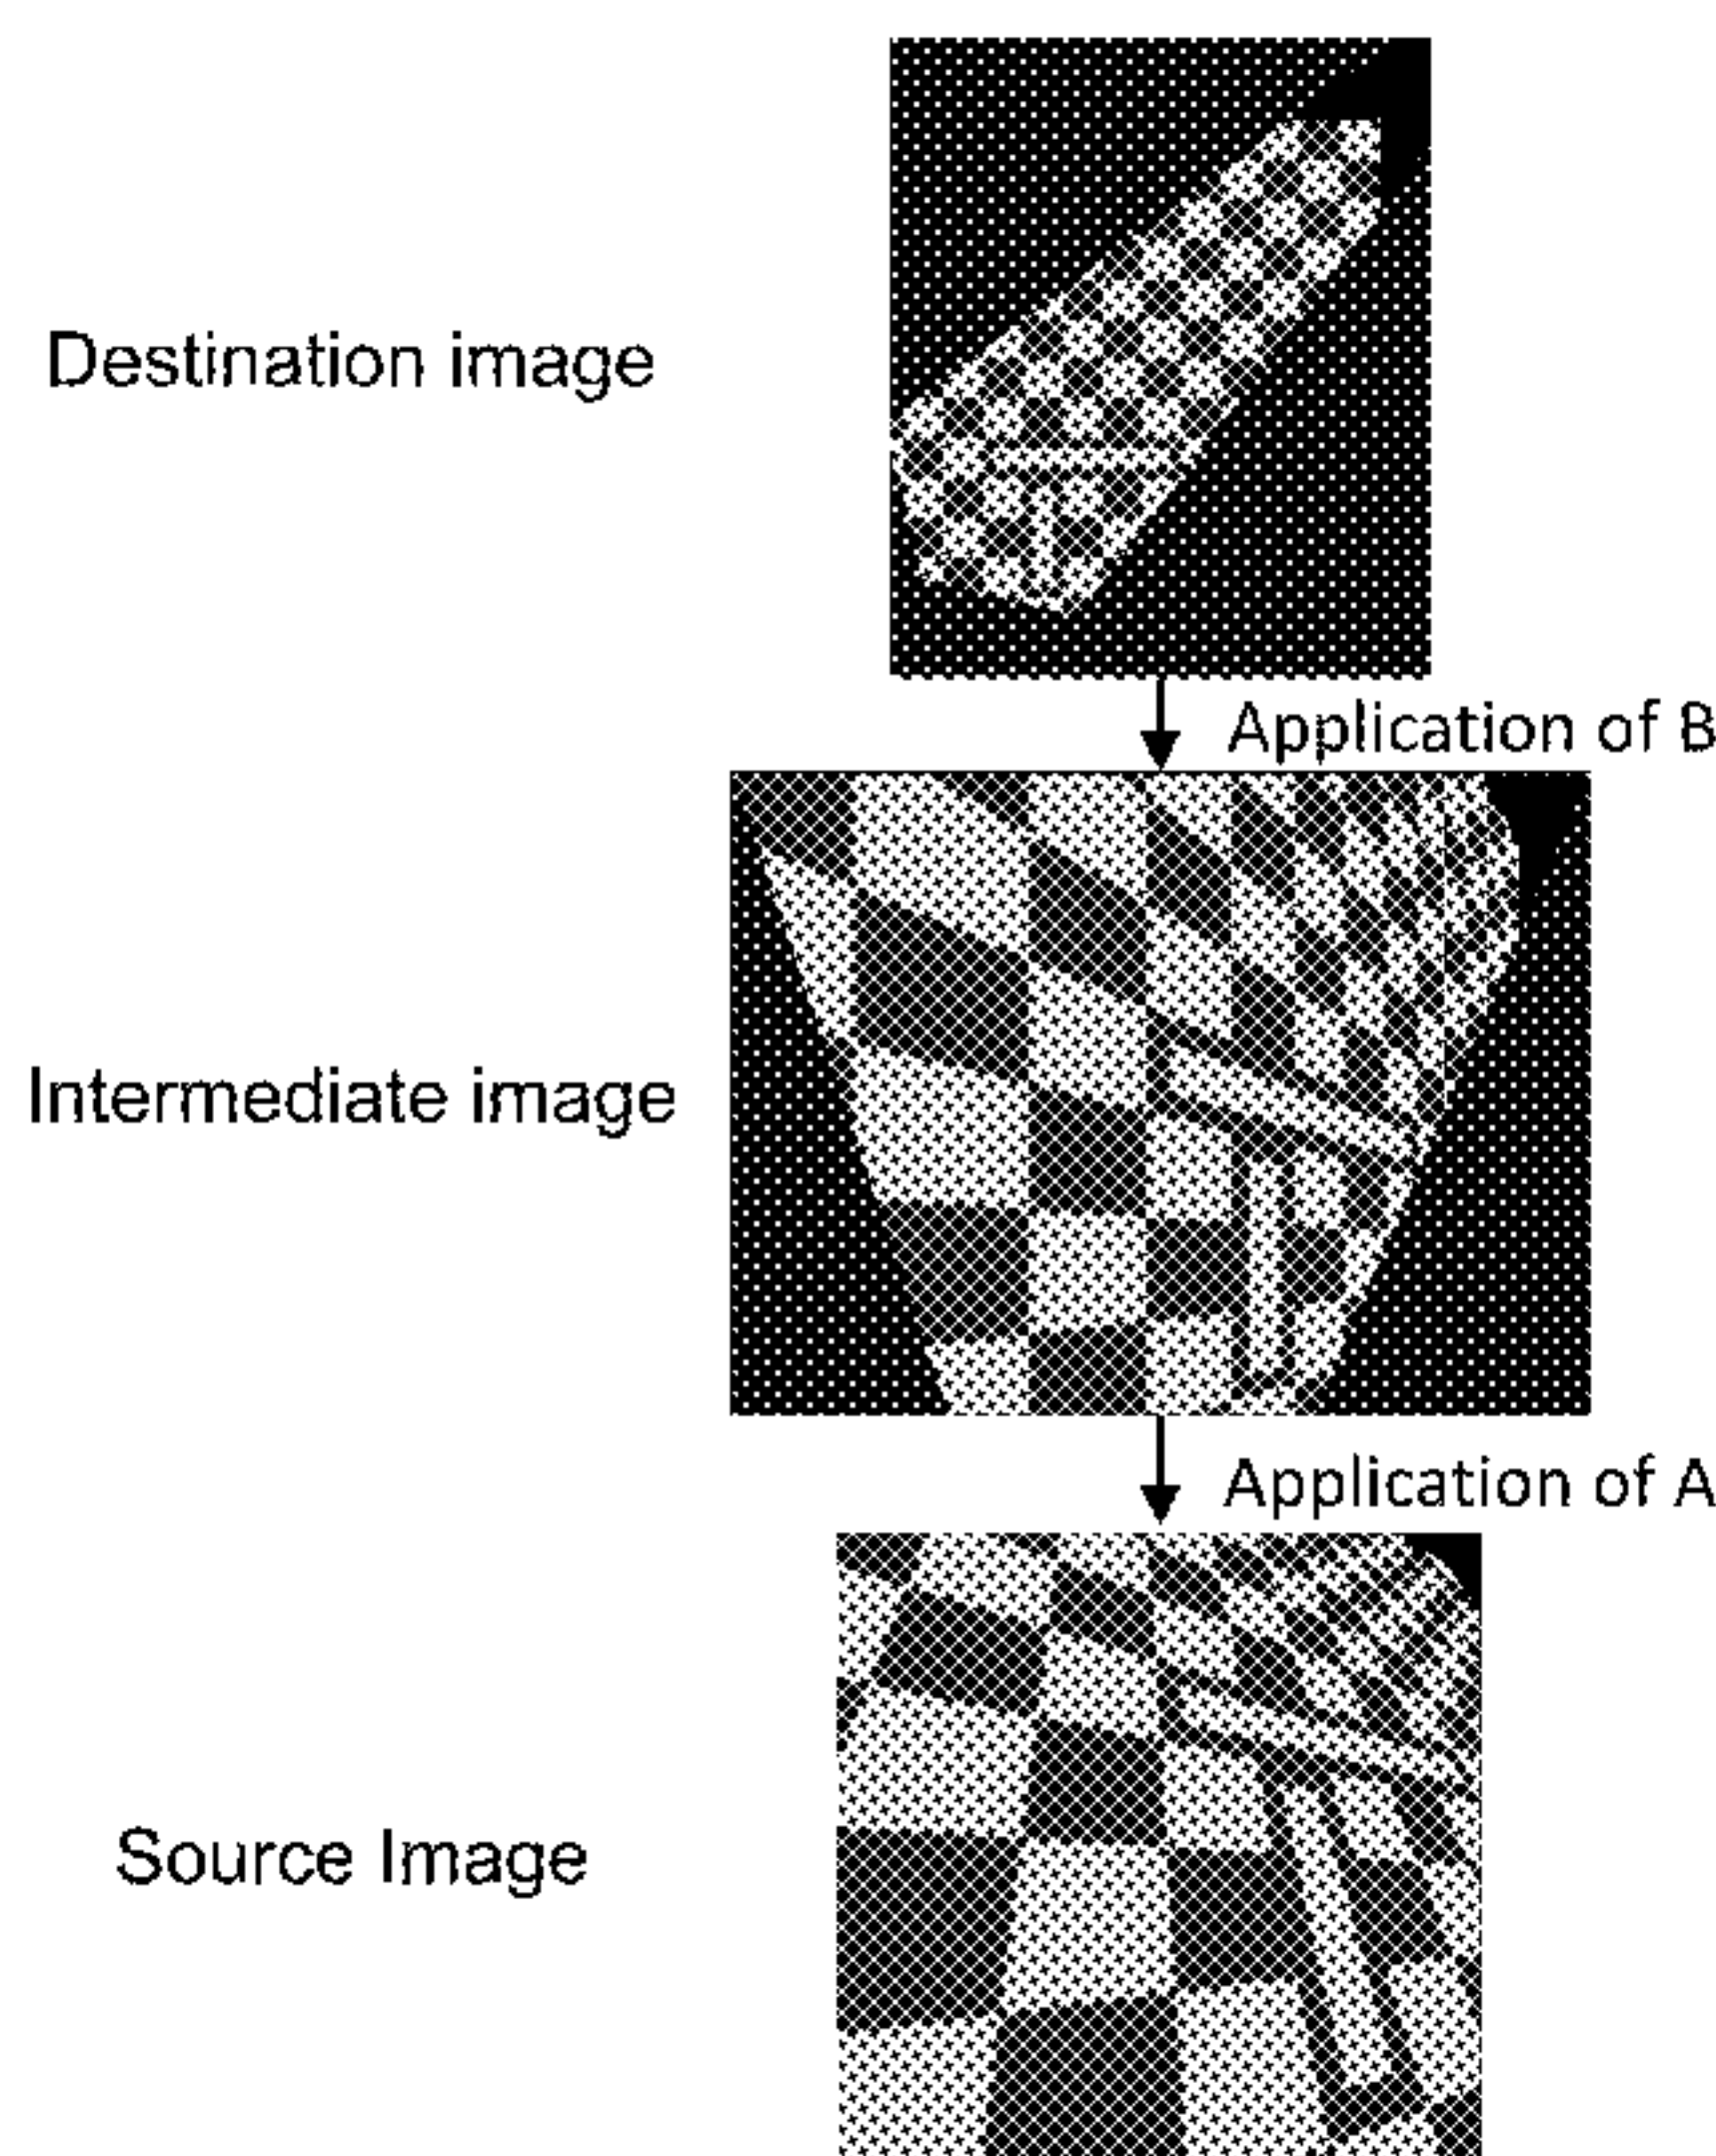 Destination image
Application of B
Intermediate image
Application of A
Source Image